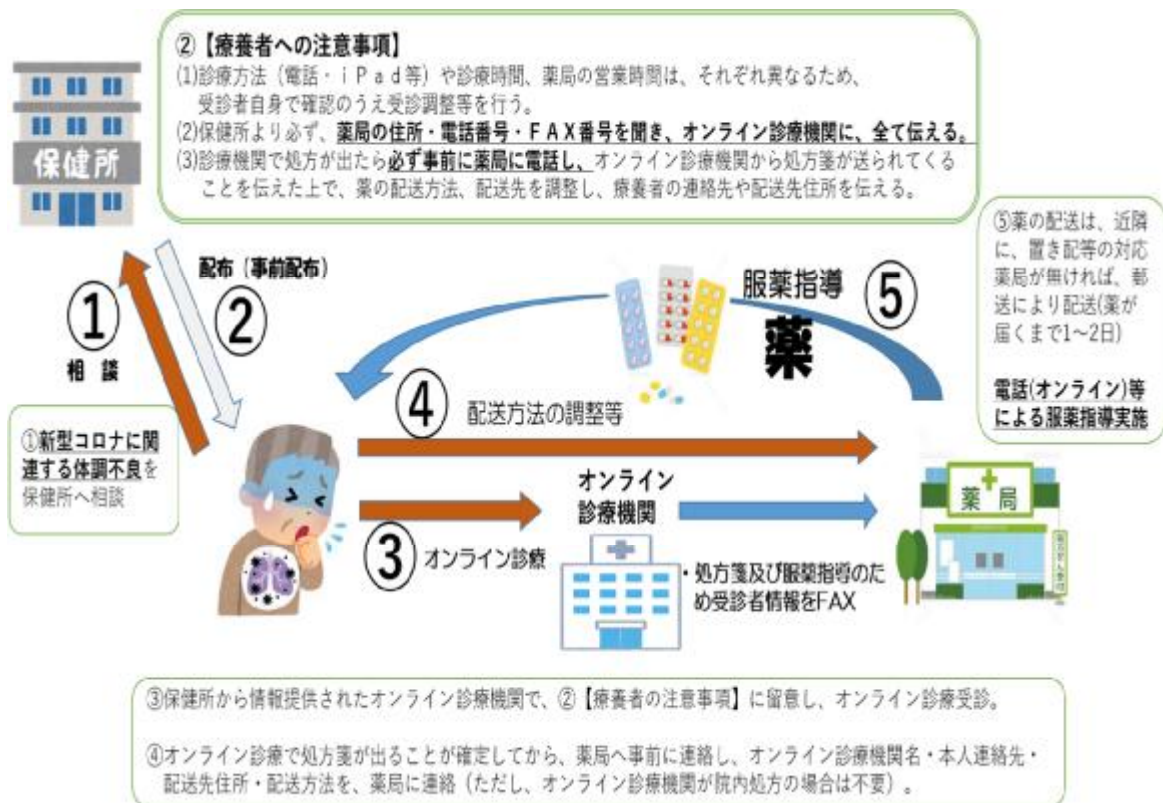 ②【療養者への注意事項】
(1)診療方法(電話・iPad等)や診療時間、薬局の営業時間は、それぞれ異なるため、
受診者自身で確認のうえ受診調整等を行う。
(2)保健所より必ず、薬局の住所・電話番号・FAX番号を聞き、オンライン診療機関に、全て伝える。
(3)診療機関で処方が出たら必ず事前に薬局に電話し、オンライン診療機関から処方箋が送られてくる
ことを伝えた上で、薬の配送方法、配送先を調整し、療養者の連絡先や配送先住所を伝える。
保健所
①
相 談
配布(事前配布)
②
①新型コロナに関
連する体調不良を
保健所へ相談
服薬指導
薬
⑤
⑤薬の配送は、近隣
に、置き配等の対応
薬局が無ければ、郵
送により配送(薬が
届くまで1～2日)
電話(オンライン)等
による服薬指導実施
④
配送方法の調整等
③
オンライン診療
オンライン
診療機関
・処方箋及び服薬指導のた
め受診者情報をFAX
薬 局
③保健所から情報提供されたオンライン診療機関で、②【療養者の注意事項】に留意し、オンライン診療受診。
④オンライン診療で処方箋が出ることが確定してから、薬局へ事前に連絡し、オンライン診療機関名・本人連絡先・
配送先住所・配送方法を、薬局に連絡(ただし、オンライン診療機関が院内処方の場合は不要)。